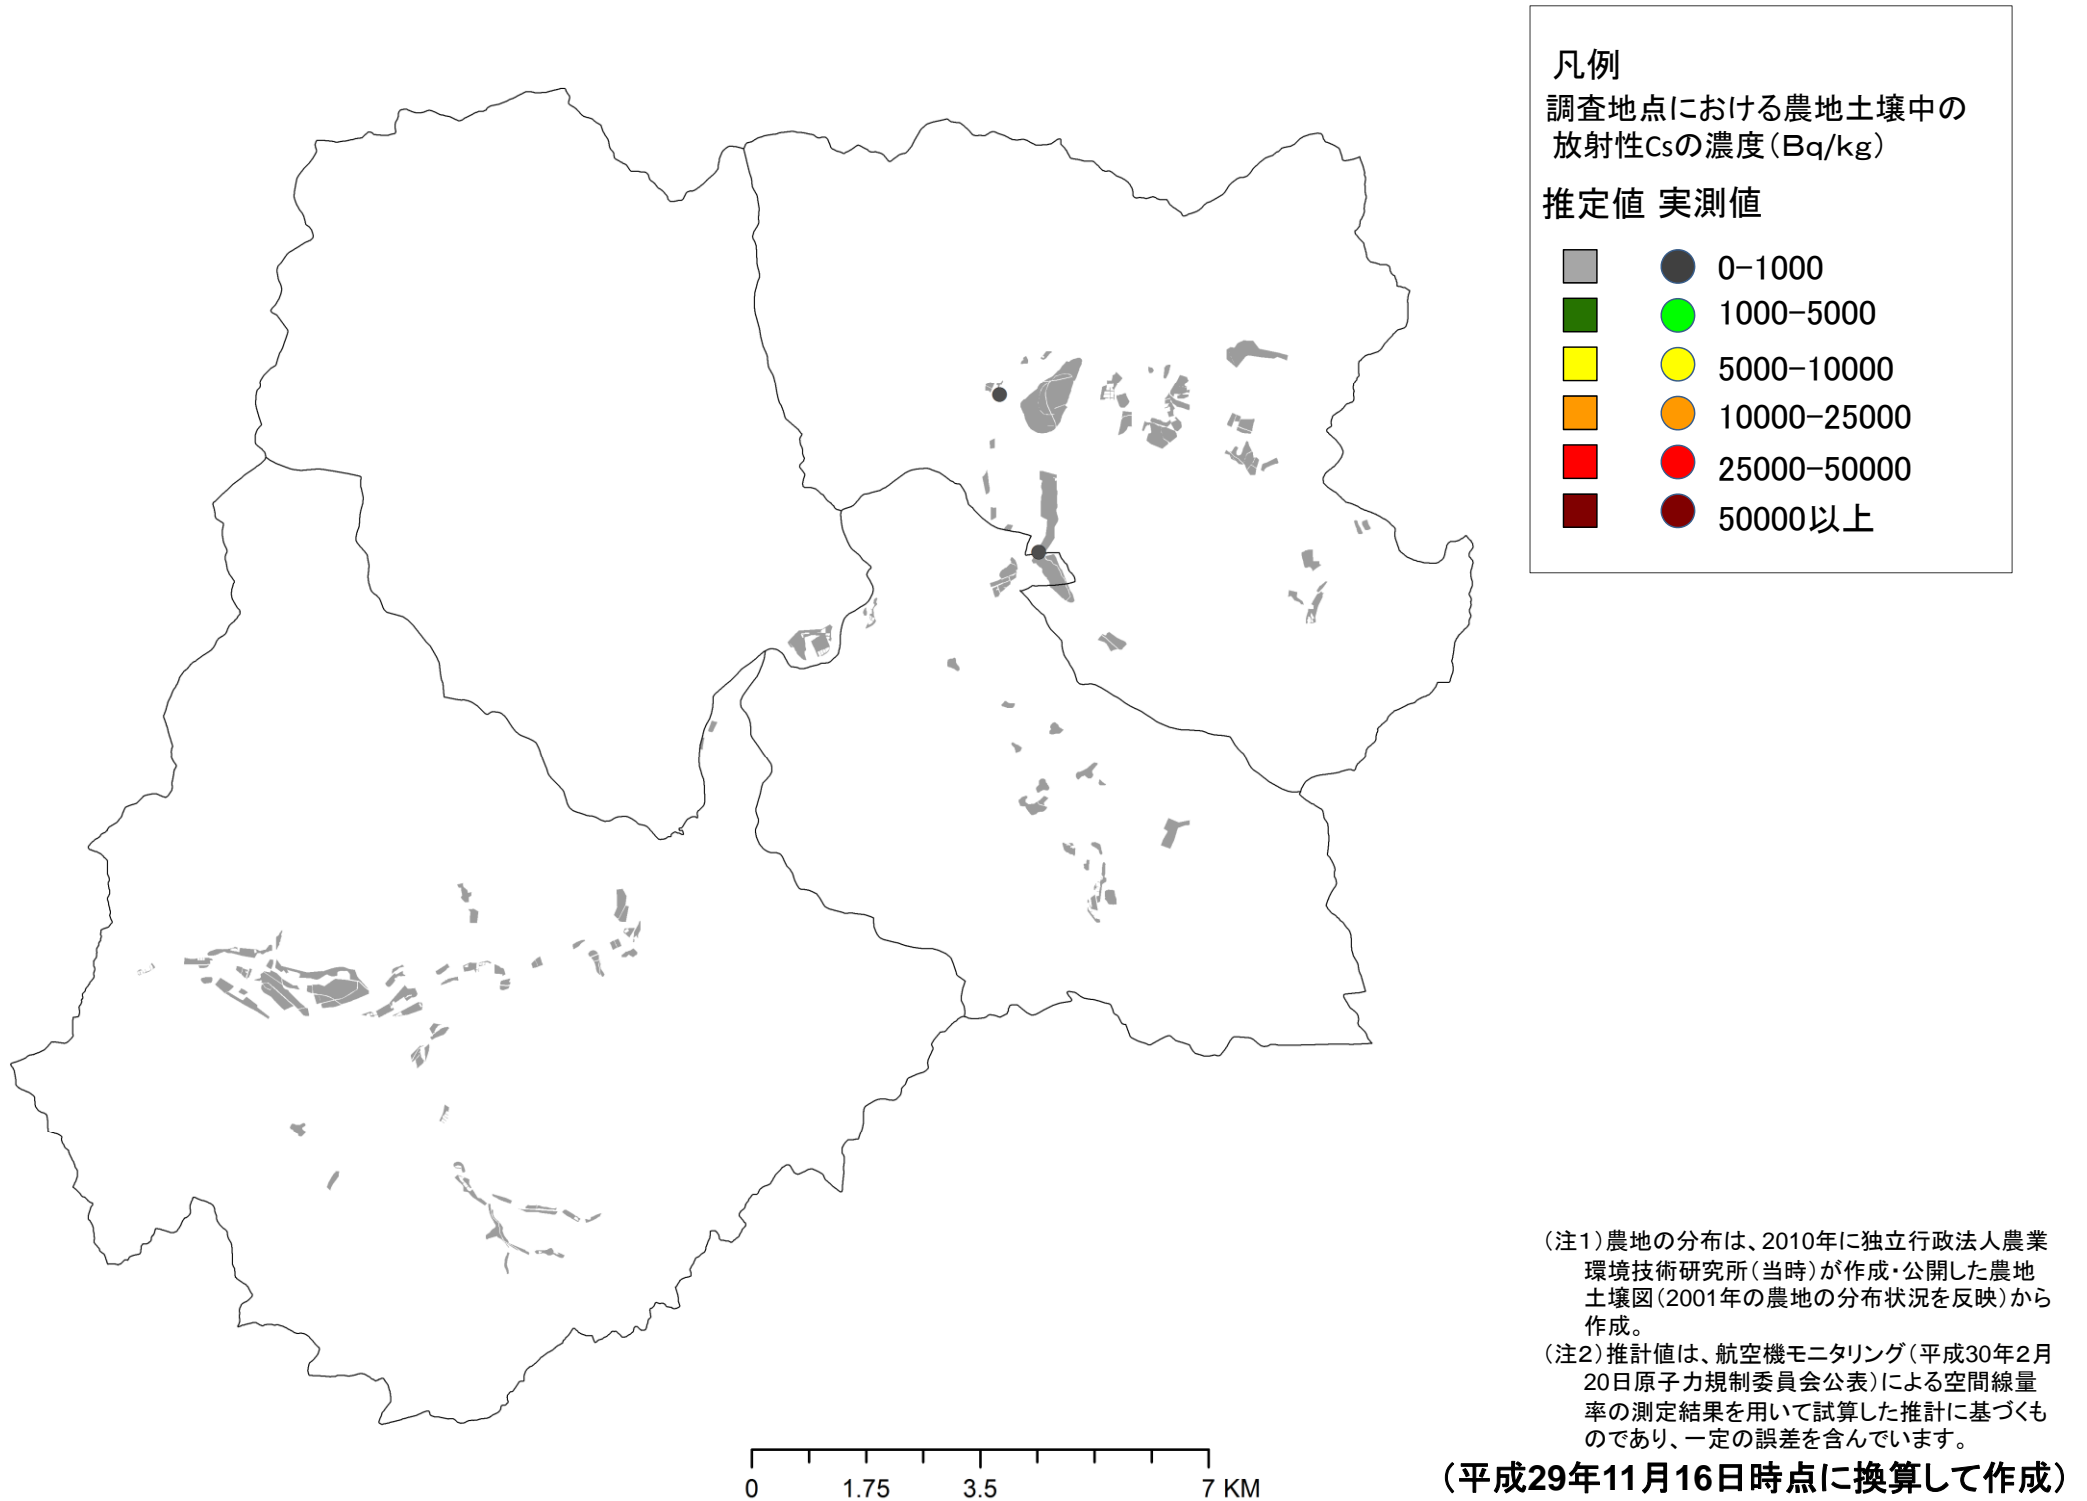 凡例
調査地点における農地土壌中の
放射性Csの濃度（Bq/kg）
推定値 実測値
0-1000
1000-5000
5000-10000
10000-25000
25000-50000
50000以上
（注1）農地の分布は、2010年に独立行政法人農業
環境技術研究所（当時）が作成・公開した農地
土壌図（2001年の農地の分布状況を反映）から
作成。
（注2）推計値は、航空機モニタリング（平成30年2月
20日原子力規制委員会公表）による空間線量
率の測定結果を用いて試算した推計に基づくも
のであり、一定の誤差を含んでいます。
（平成29年11月16日時点に換算して作成）
0 1.75 3.5 7 KM